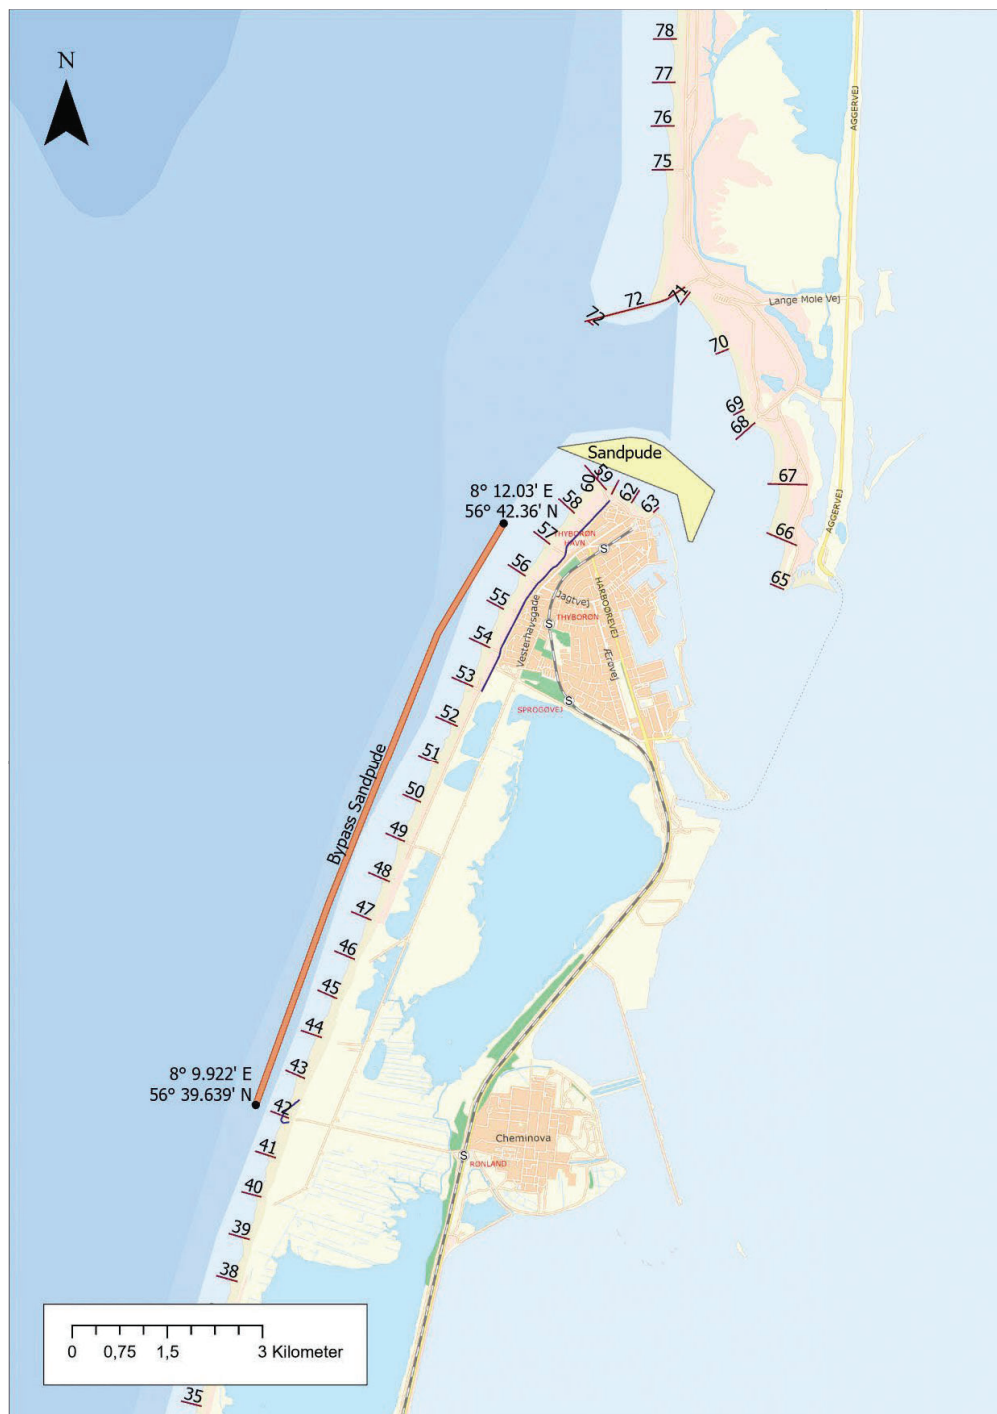 78
N
77
AGGERVEJ
76
75
71
72
72
Lange Mole Vej
70
69
68
Sandpude
67
59
60
62
63
8° 12.03' E
56° 42.36' N
58
AGGERVEJ
57
THYBORØN
HAVN
66
56
65
55
Jagtvej
HARBOØREVEJ
THYBORØN
54
Vesterhavsgade
Ærøvej
53
52
SPROGØVEJ
51
Bypass Sandpude
50
49
48
47
46
45
44
43
8° 9.922' E
56° 39.639' N
42
41
Cheminova
RØNLAND
40
39
38
0 0,75 1,5 3 Kilometer
35
S
S
S
S